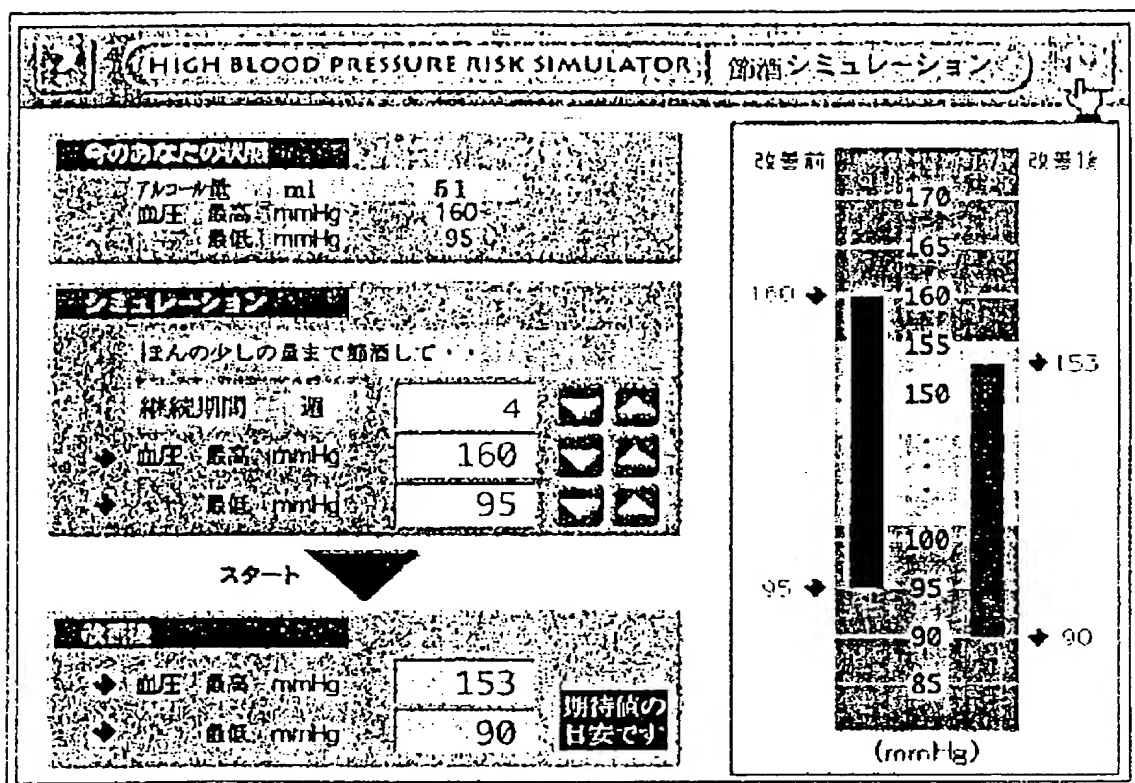 HIGH BLOOD PRESSURE RISK SIMULATOR 節酒シミュレーション
今のあなたの状態
アルコール量 ml 51
血圧 最高 mmHg 160
最低 mmHg 95
シミュレーション
ほんの少しの量まで節酒して・・
継続期間 週 4
血圧 最高 mmHg 160
最低 mmHg 95
スタート
改善後
血圧 最高 mmHg 153
最低 mmHg 90
期待値の
目安です
改善前 改善後
170
165
160 160
155
153
150
100
95 95
90 90
85
(mmHg)